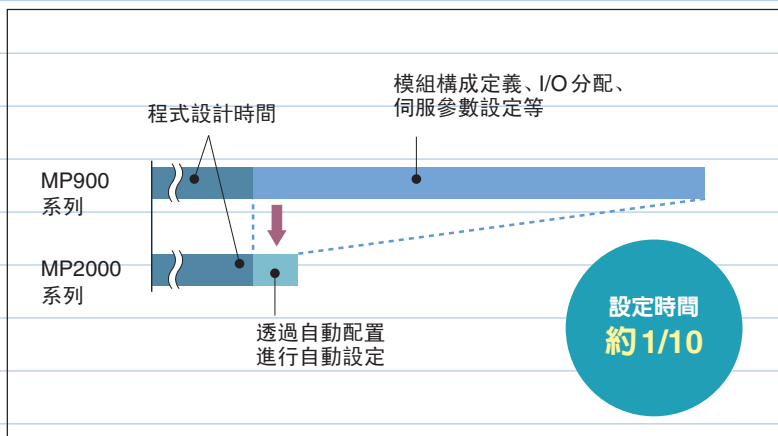 模組構成定義、I/O分配、
伺服參數設定等
程式設計時間
MP900
系列
MP2000
系列
透過自動配置
進行自動設定
設定時間
約1/10